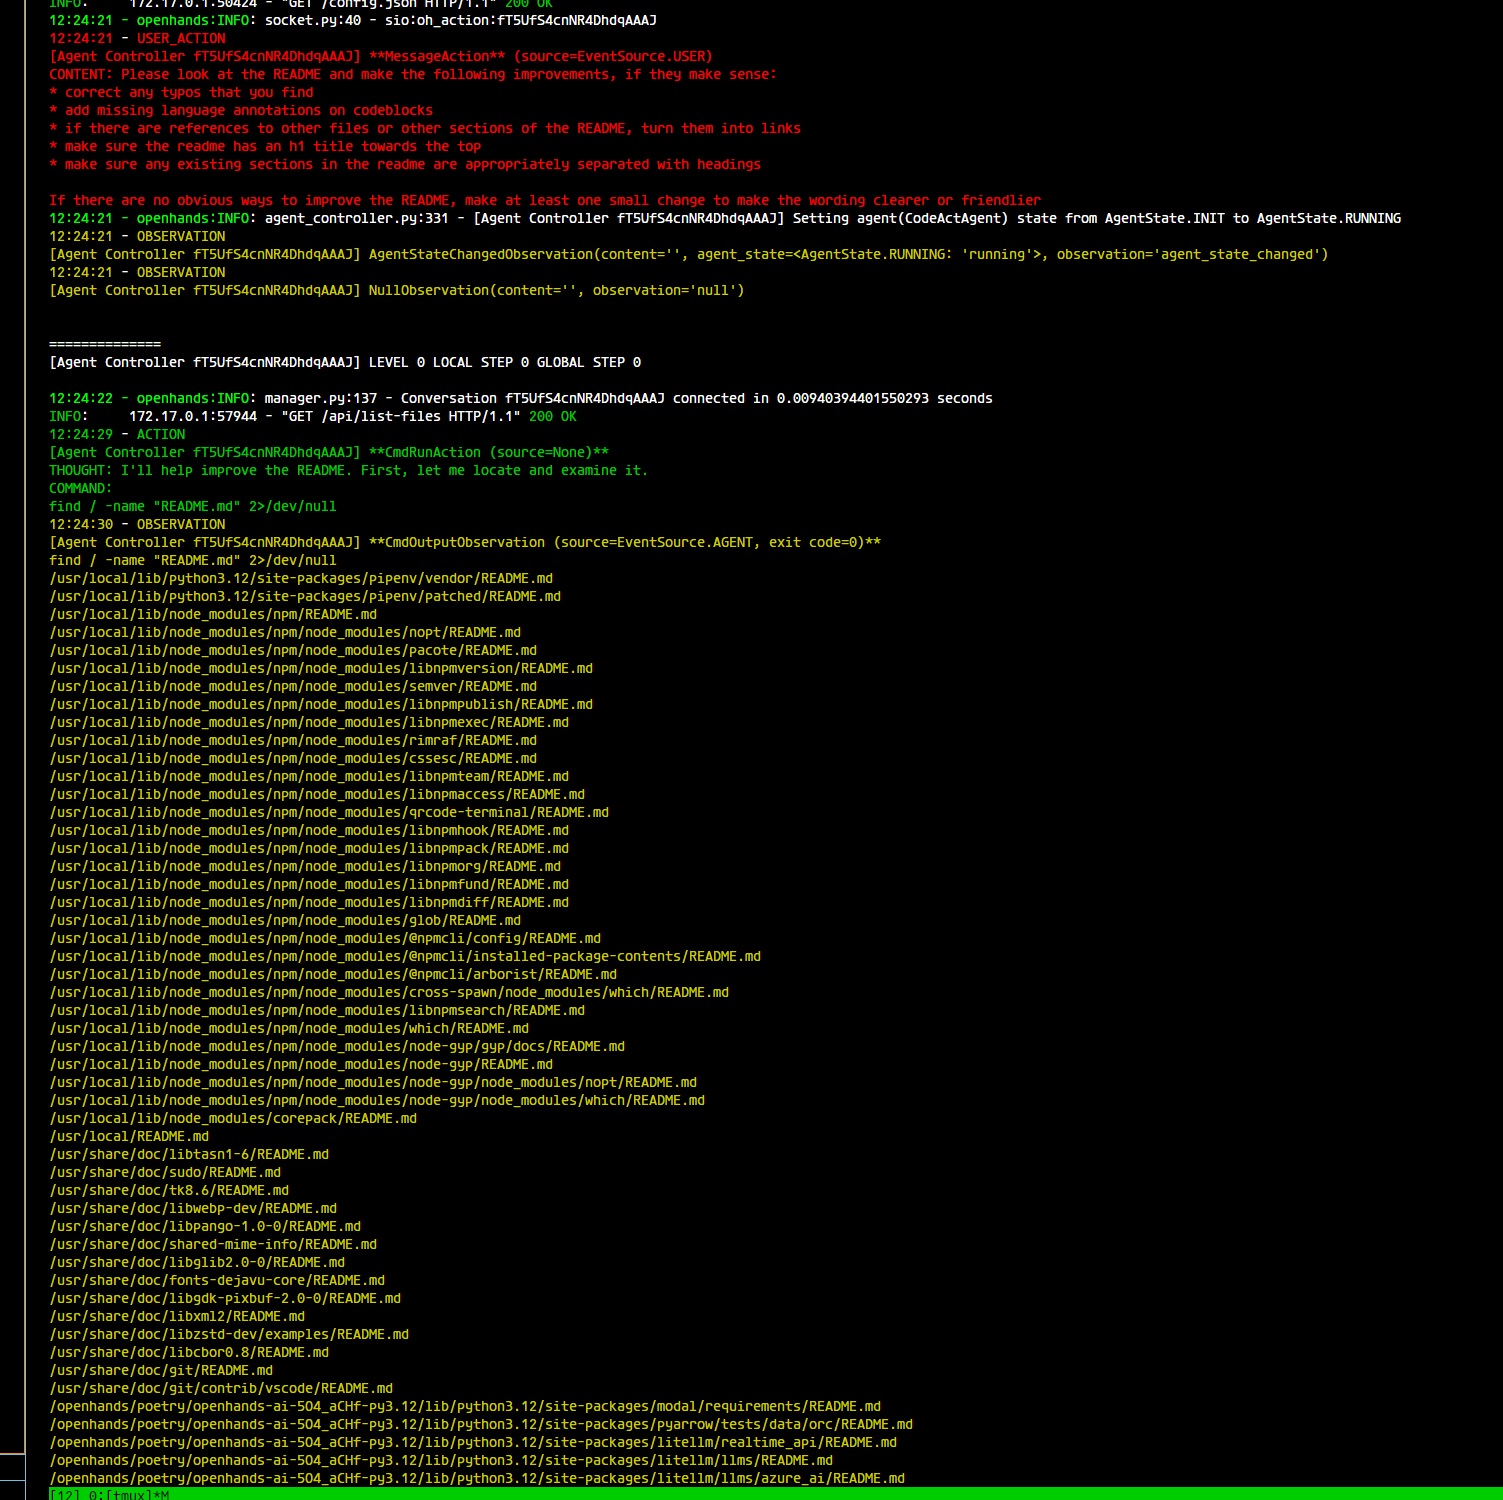 INFO:     172.17.0.1:50424 - "GET /config.json HTTP/1.1" 200 OK
12:24:21 - openhands:INFO: socket.py:40 - sio:oh_action:fT5UfS4cnNR4DhdqAAAJ
12:24:21 - USER_ACTION
[Agent Controller fT5UfS4cnNR4DhdqAAAJ] **MessageAction** (source=EventSource.USER)
CONTENT: Please look at the README and make the following improvements, if they make sense:
* correct any typos that you find
* add missing language annotations on codeblocks
* if there are references to other files or other sections of the README, turn them into links
* make sure the readme has an h1 title towards the top
* make sure any existing sections in the readme are appropriately separated with headings
If there are no obvious ways to improve the README, make at least one small change to make the wording clearer or friendlier
12:24:21 - openhands:INFO: agent_controller.py:331 - [Agent Controller fT5UfS4cnNR4DhdqAAAJ] Setting agent(CodeActAgent) state from AgentState.INIT to AgentState.RUNNING
12:24:21 - OBSERVATION
[Agent Controller fT5UfS4cnNR4DhdqAAAJ] AgentStateChangedObservation(content='', agent_state=<AgentState.RUNNING: 'running'>, observation='agent_state_changed')
12:24:21 - OBSERVATION
[Agent Controller fT5UfS4cnNR4DhdqAAAJ] NullObservation(content='', observation='null')
==============
[Agent Controller fT5UfS4cnNR4DhdqAAAJ] LEVEL 0 LOCAL STEP 0 GLOBAL STEP 0
12:24:22 - openhands:INFO: manager.py:137 - Conversation fT5UfS4cnNR4DhdqAAAJ connected in 0.00940394401550293 seconds
INFO:     172.17.0.1:57944 - "GET /api/list-files HTTP/1.1" 200 OK
12:24:29 - ACTION
[Agent Controller fT5UfS4cnNR4DhdqAAAJ] **CmdRunAction (source=None)**
THOUGHT: I'll help improve the README. First, let me locate and examine it.
COMMAND:
find / -name "README.md" 2>/dev/null
12:24:30 - OBSERVATION
[Agent Controller fT5UfS4cnNR4DhdqAAAJ] **CmdOutputObservation (source=EventSource.AGENT, exit code=0)**
find / -name "README.md" 2>/dev/null
/usr/local/lib/python3.12/site-packages/pipenv/vendor/README.md
/usr/local/lib/python3.12/site-packages/pipenv/patched/README.md
/usr/local/lib/node_modules/npm/README.md
/usr/local/lib/node_modules/npm/node_modules/nopt/README.md
/usr/local/lib/node_modules/npm/node_modules/pacote/README.md
/usr/local/lib/node_modules/npm/node_modules/libnpmversion/README.md
/usr/local/lib/node_modules/npm/node_modules/semver/README.md
/usr/local/lib/node_modules/npm/node_modules/libnpmpublish/README.md
/usr/local/lib/node_modules/npm/node_modules/libnpmexec/README.md
/usr/local/lib/node_modules/npm/node_modules/rimraf/README.md
/usr/local/lib/node_modules/npm/node_modules/cssesc/README.md
/usr/local/lib/node_modules/npm/node_modules/libnpmteam/README.md
/usr/local/lib/node_modules/npm/node_modules/libnpmaccess/README.md
/usr/local/lib/node_modules/npm/node_modules/qrcode-terminal/README.md
/usr/local/lib/node_modules/npm/node_modules/libnpmhook/README.md
/usr/local/lib/node_modules/npm/node_modules/libnpmpack/README.md
/usr/local/lib/node_modules/npm/node_modules/libnpmorg/README.md
/usr/local/lib/node_modules/npm/node_modules/libnpmfund/README.md
/usr/local/lib/node_modules/npm/node_modules/libnpmdiff/README.md
/usr/local/lib/node_modules/npm/node_modules/glob/README.md
/usr/local/lib/node_modules/npm/node_modules/@npmcli/config/README.md
/usr/local/lib/node_modules/npm/node_modules/@npmcli/installed-package-contents/README.md
/usr/local/lib/node_modules/npm/node_modules/@npmcli/arborist/README.md
/usr/local/lib/node_modules/npm/node_modules/cross-spawn/node_modules/which/README.md
/usr/local/lib/node_modules/npm/node_modules/libnpmsearch/README.md
/usr/local/lib/node_modules/npm/node_modules/which/README.md
/usr/local/lib/node_modules/npm/node_modules/node-gyp/gyp/docs/README.md
/usr/local/lib/node_modules/npm/node_modules/node-gyp/README.md
/usr/local/lib/node_modules/npm/node_modules/node-gyp/node_modules/nopt/README.md
/usr/local/lib/node_modules/npm/node_modules/node-gyp/node_modules/which/README.md
/usr/local/lib/node_modules/corepack/README.md
/usr/local/README.md
/usr/share/doc/libtasn1-6/README.md
/usr/share/doc/sudo/README.md
/usr/share/doc/tk8.6/README.md
/usr/share/doc/libwebp-dev/README.md
/usr/share/doc/libpango-1.0-0/README.md
/usr/share/doc/shared-mime-info/README.md
/usr/share/doc/libglib2.0-0/README.md
/usr/share/doc/fonts-dejavu-core/README.md
/usr/share/doc/libgdk-pixbuf-2.0-0/README.md
/usr/share/doc/libxml2/README.md
/usr/share/doc/libzstd-dev/examples/README.md
/usr/share/doc/libcbor0.8/README.md
/usr/share/doc/git/README.md
/usr/share/doc/git/contrib/vscode/README.md
/openhands/poetry/openhands-ai-5O4_aCHf-py3.12/lib/python3.12/site-packages/modal/requirements/README.md
/openhands/poetry/openhands-ai-5O4_aCHf-py3.12/lib/python3.12/site-packages/pyarrow/tests/data/orc/README.md
/openhands/poetry/openhands-ai-5O4_aCHf-py3.12/lib/python3.12/site-packages/litellm/realtime_api/README.md
/openhands/poetry/openhands-ai-5O4_aCHf-py3.12/lib/python3.12/site-packages/litellm/llms/README.md
/openhands/poetry/openhands-ai-5O4_aCHf-py3.12/lib/python3.12/site-packages/litellm/llms/azure_ai/README.md
[12] 0:[tmux]*M